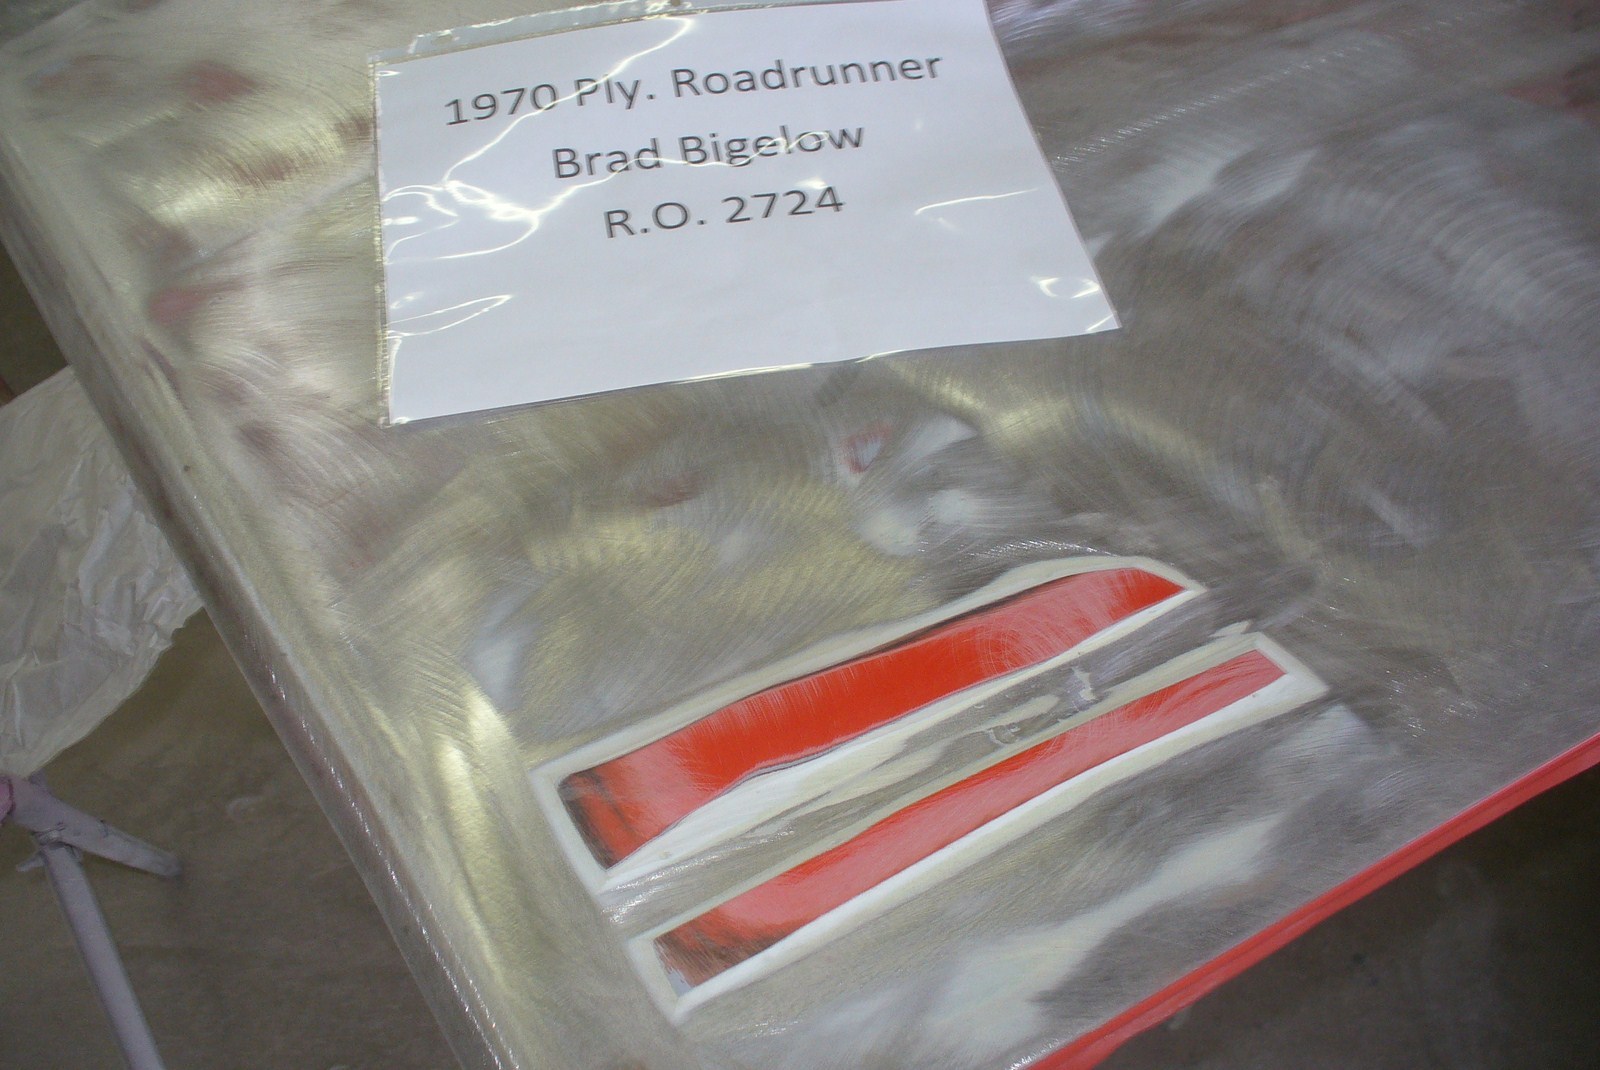 1970 Ply. Roadrunner
Brad Bigelow
R.O. 2724